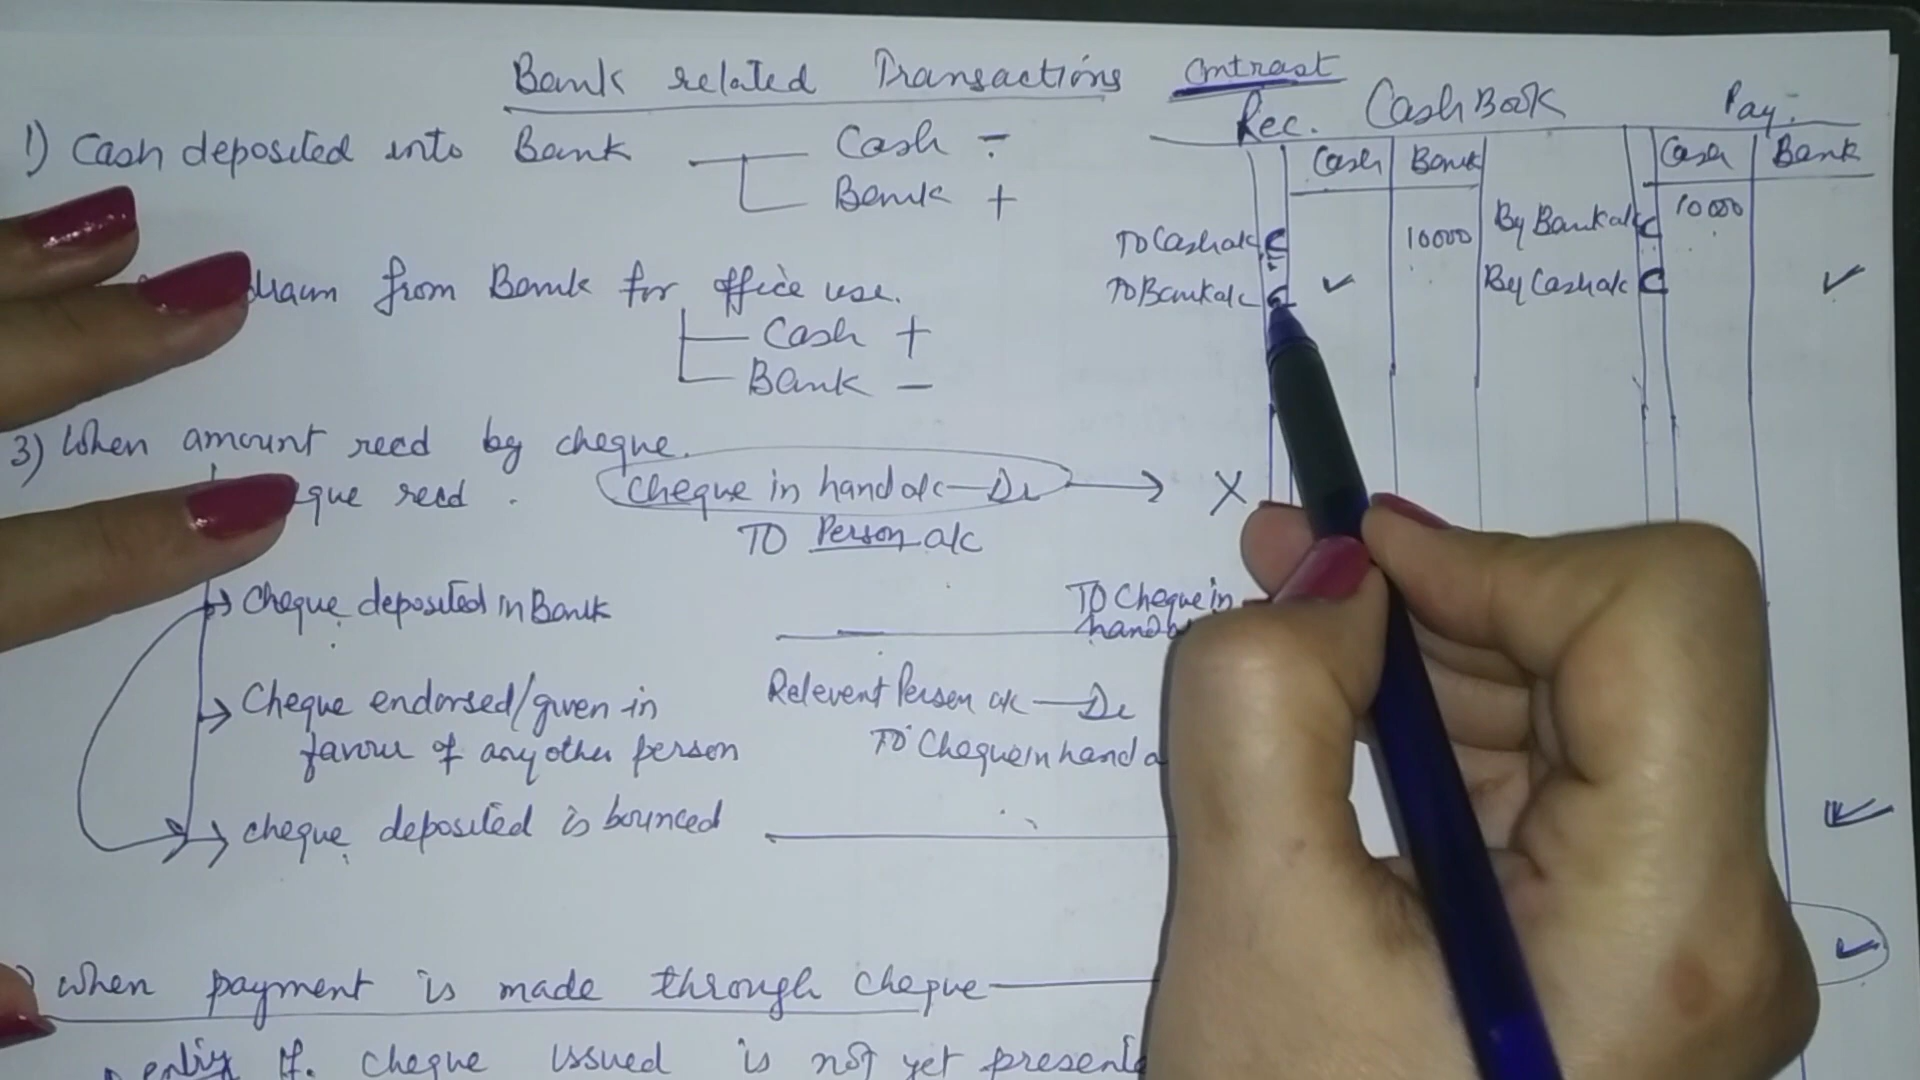 Bank related Transactions Contrast
Rec. Cash Book Pay.
1) Cash deposited into Bank
Cash -
Bank +
Cash Bank Cash Bank
To Cash a/c C 10000 By Bank a/c C 10000
To Bank a/c C ✓ By Cash a/c C ✓
from Bank for office use.
Cash +
Bank -
3) When amount recd by cheque.
recd . Cheque in hand a/c — Dr → X
To Person a/c
→ Cheque deposited in Bank
To Cheque in
→ Cheque endorsed/given in
favour of any other person
Relevent Person a/c — Dr
To Cheque in hand
→ cheque deposited is bounced
when payment is made through cheque
If cheque issued is not yet